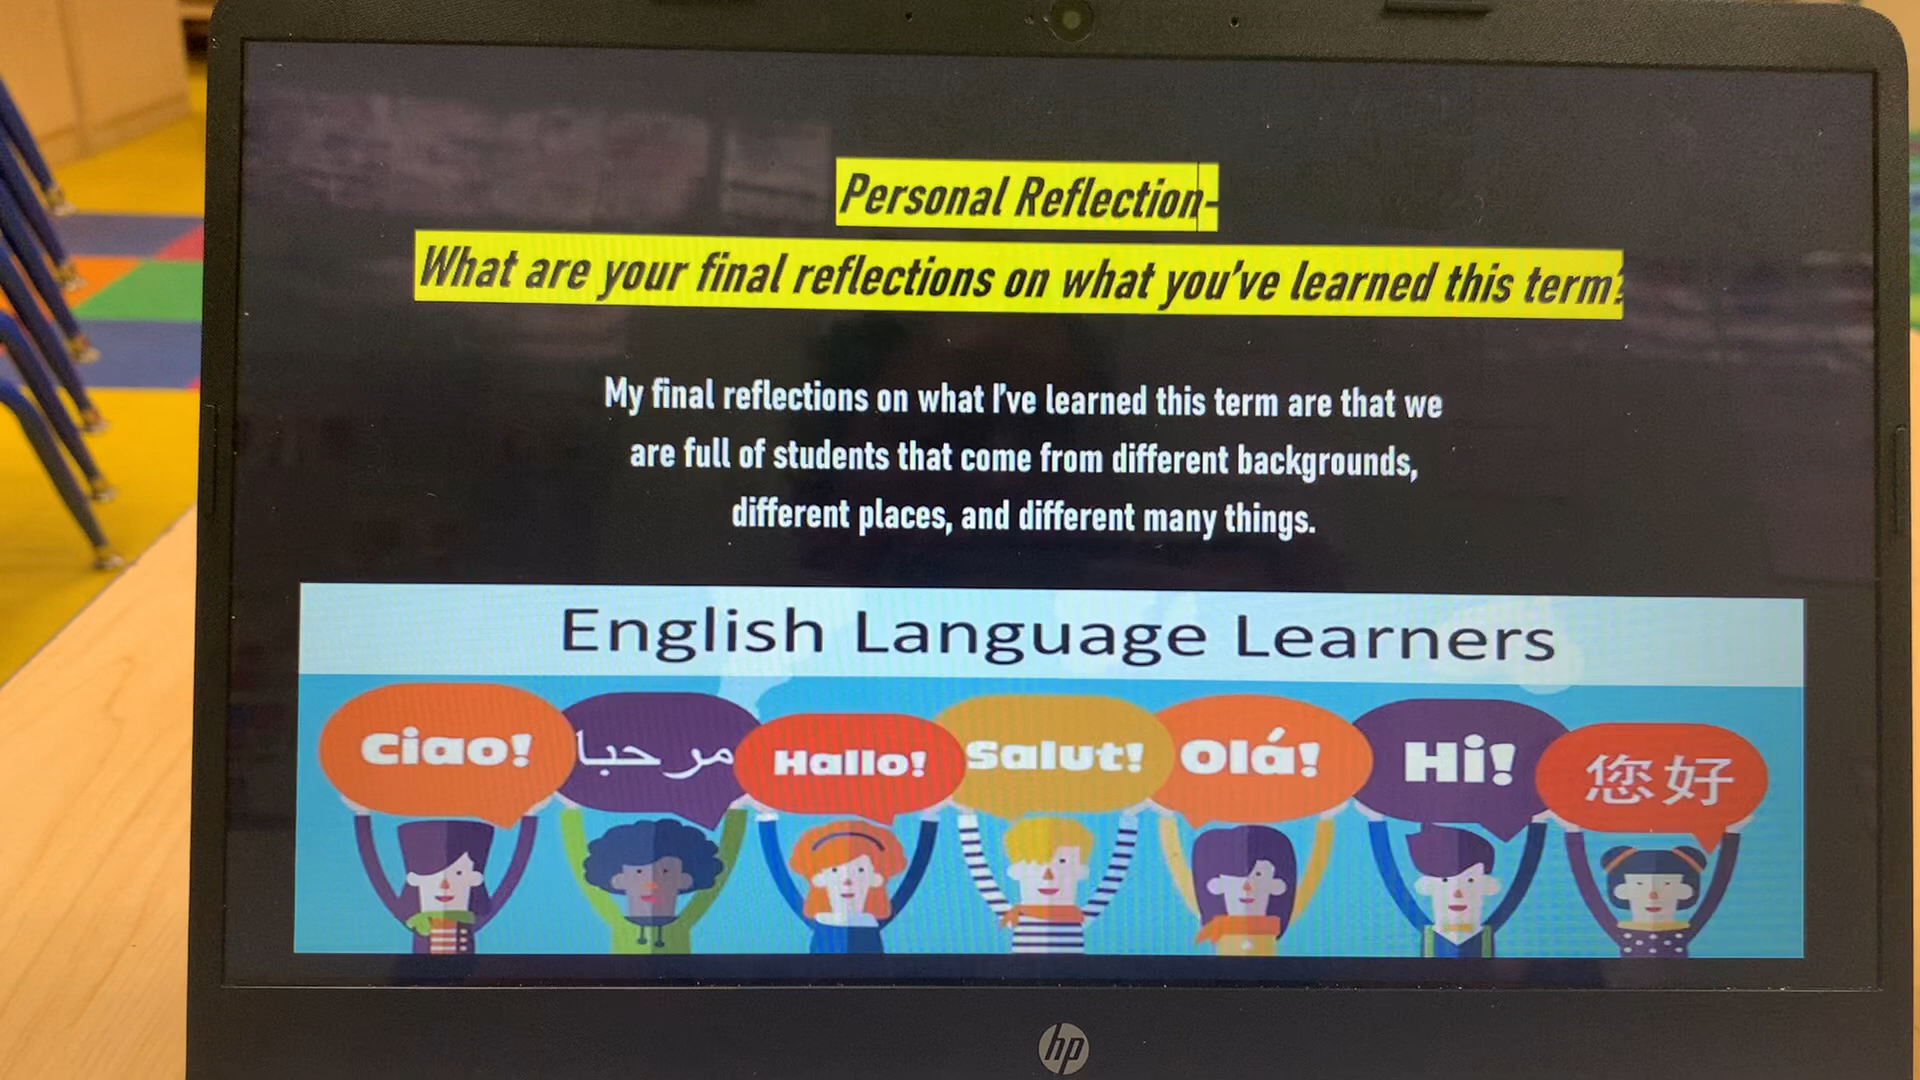 Personal Reflection-
What are your final reflections on what you've learned this term?
My final reflections on what I've learned this term are that we
are full of students that come from different backgrounds,
different places, and different many things.
English Language Learners
Ciao!
مرحبا
Hallo!
Salut!
Olá!
Hi!
您好
hp